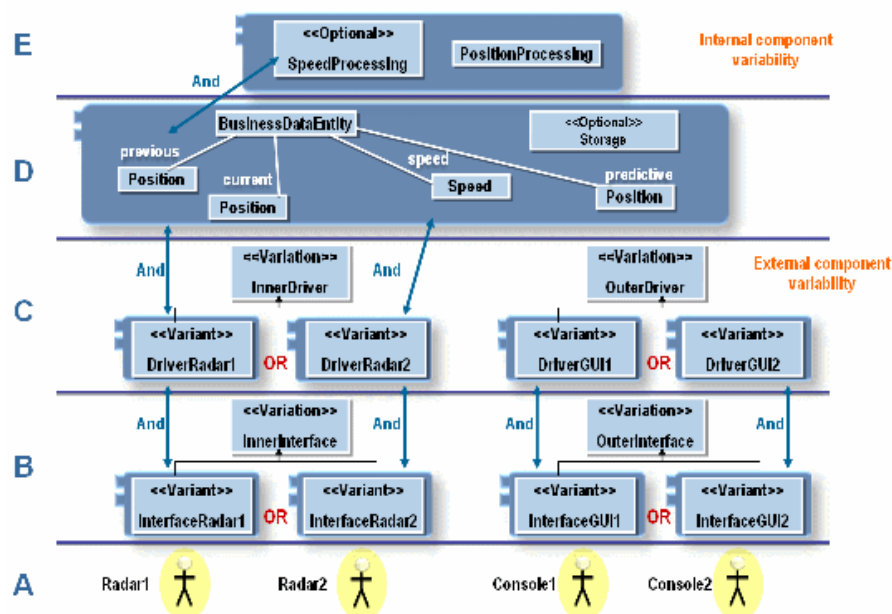 E
<<Optional>>
SpeedProcessing
PositionProcessing
Internal component
variability
And
D
BusinessDataEntity
<<Optional>>
Storage
previous
Position
current
Position
speed
Speed
predictive
Position
C
And
<<Variation>>
InnerDriver
And
<<Variation>>
OuterDriver
External component
variability
<<Variant>>
DriverRadar1
OR
<<Variant>>
DriverRadar2
<<Variant>>
DriverGUI1
OR
<<Variant>>
DriverGUI2
B
And
<<Variation>>
InnerInterface
And
And
<<Variation>>
OuterInterface
And
<<Variant>>
InterfaceRadar1
OR
<<Variant>>
InterfaceRadar2
<<Variant>>
InterfaceGUI1
OR
<<Variant>>
InterfaceGUI2
A
Radar1
Radar2
Console1
Console2